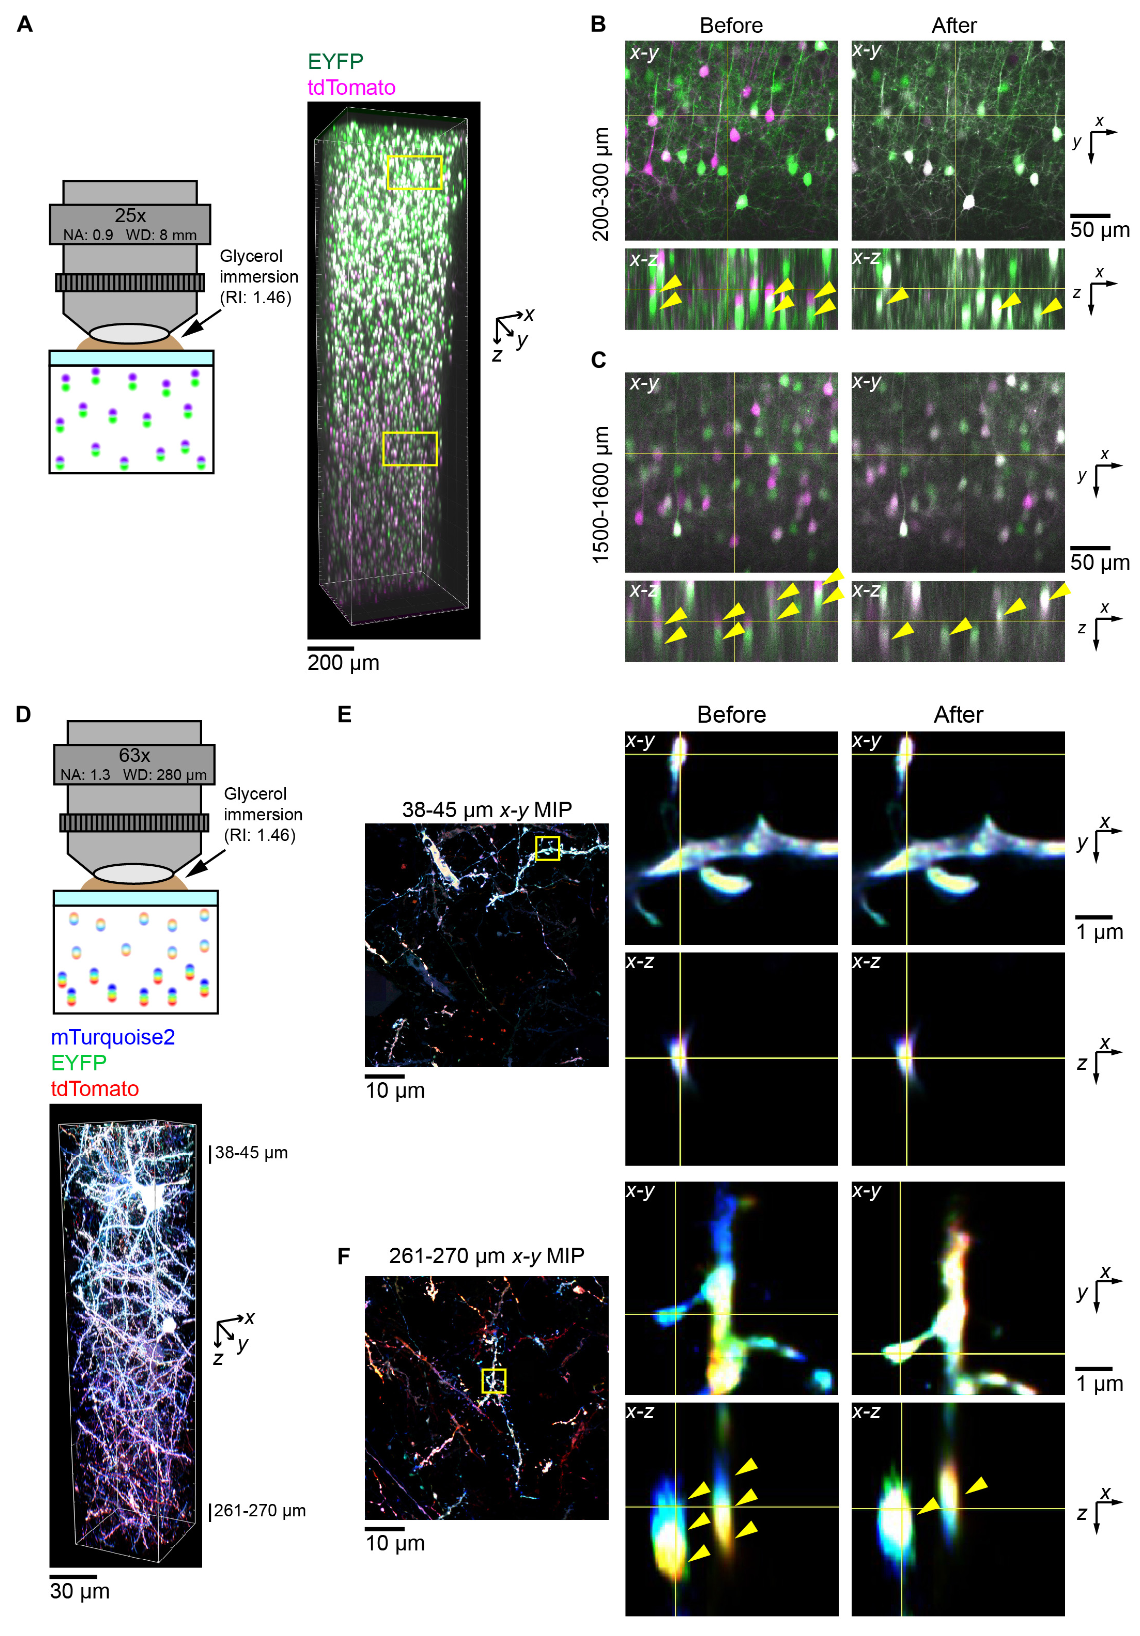 A
EYFP
tdTomato
25x
NA: 0.9 WD: 8 mm
Glycerol
immersion
(RI: 1.46)
x
y
z
200 µm
B
Before
After
200-300 µm
x-y
x-y
x
y
50 µm
x-z
x-z
x
z
C
1500-1600 µm
x-y
x-y
x
y
50 µm
x-z
x-z
x
z
D
63x
NA: 1.3 WD: 280 µm
Glycerol
immersion
(RI: 1.46)
mTurquoise2
EYFP
tdTomato
38-45 µm
x
y
z
261-270 µm
30 µm
E
Before
After
38-45 µm x-y MIP
10 µm
x-y
x-y
x
y
1 µm
x-z
x-z
x
z
F
261-270 µm x-y MIP
10 µm
x-y
x-y
x
y
1 µm
x-z
x-z
x
z